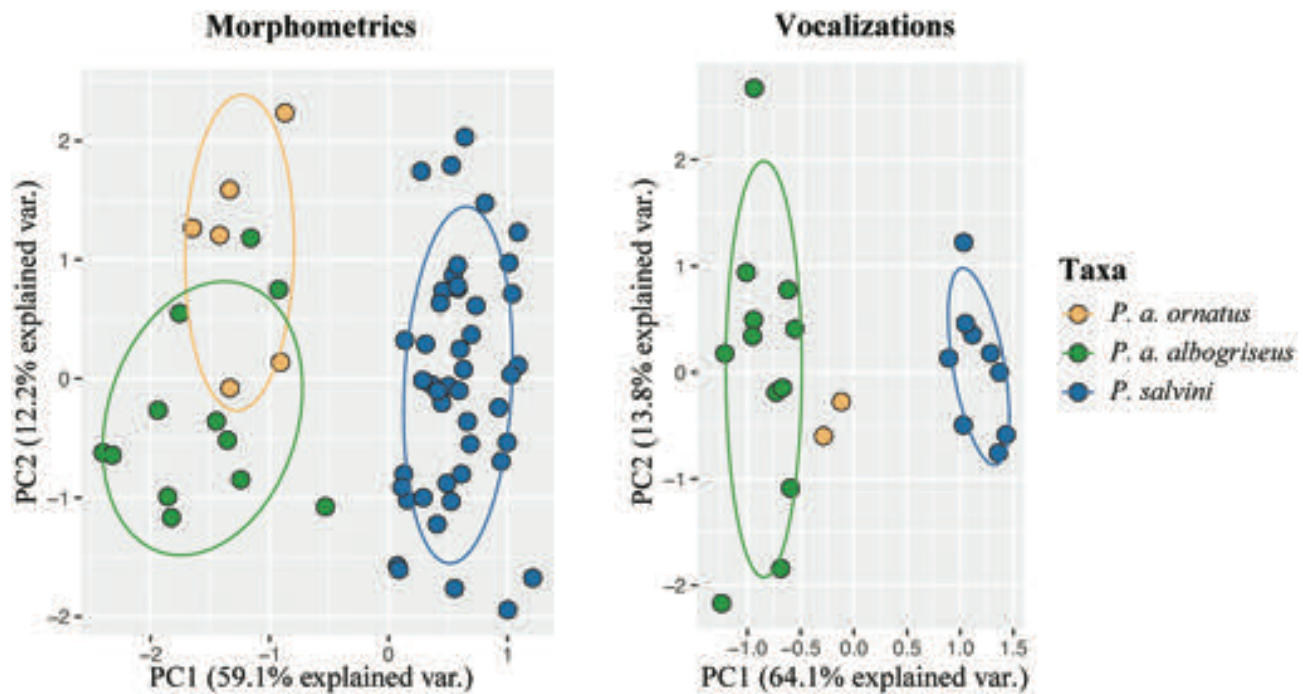 Morphometrics
Vocalizations
PC2 (12.2% explained var.)
2
1
0
−1
−2
−2
−1
0
1
PC1 (59.1% explained var.)
PC2 (13.8% explained var.)
2
1
0
−1
−2
−1.0
−0.5
0.0
0.5
1.0
1.5
PC1 (64.1% explained var.)
Taxa
P. a. ornatus
P. a. albogriseus
P. salvini